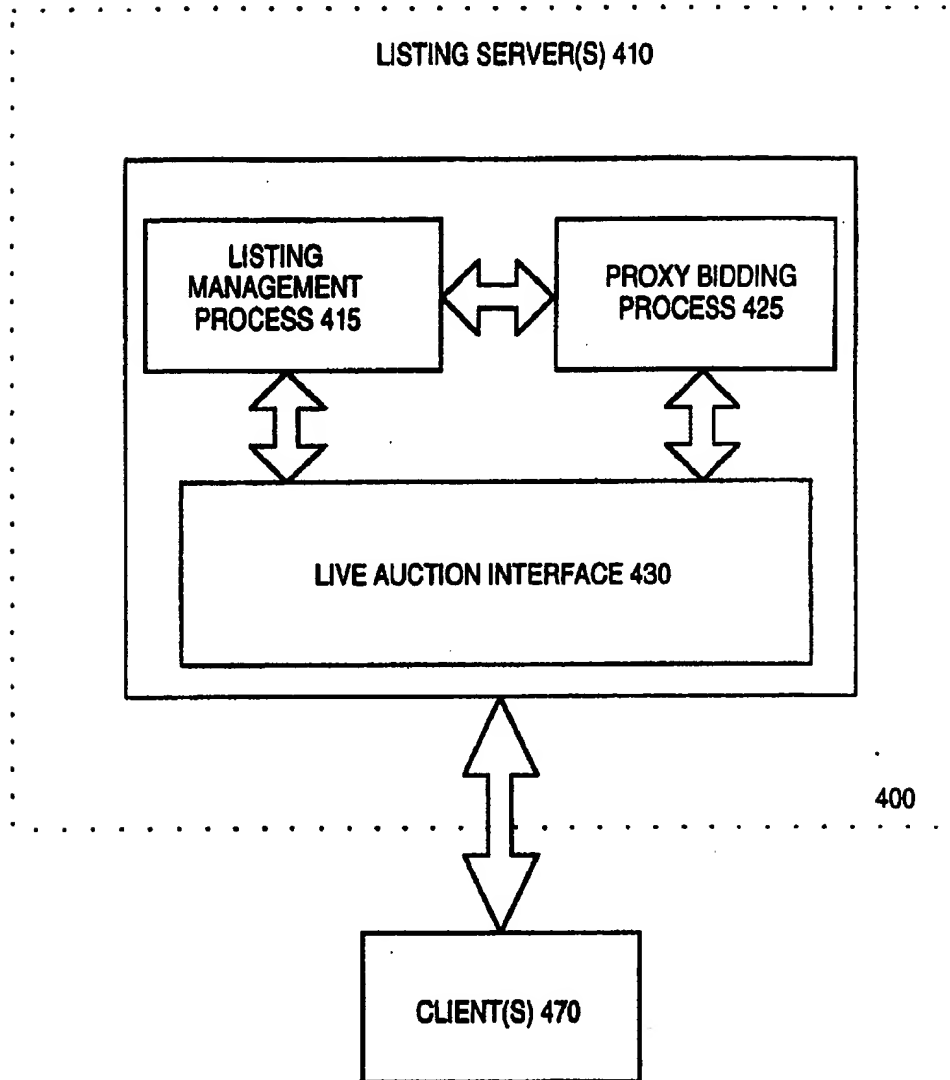 LISTING SERVER(S) 410
LISTING
MANAGEMENT
PROCESS 415
PROXY BIDDING
PROCESS 425
LIVE AUCTION INTERFACE 430
400
CLIENT(S) 470